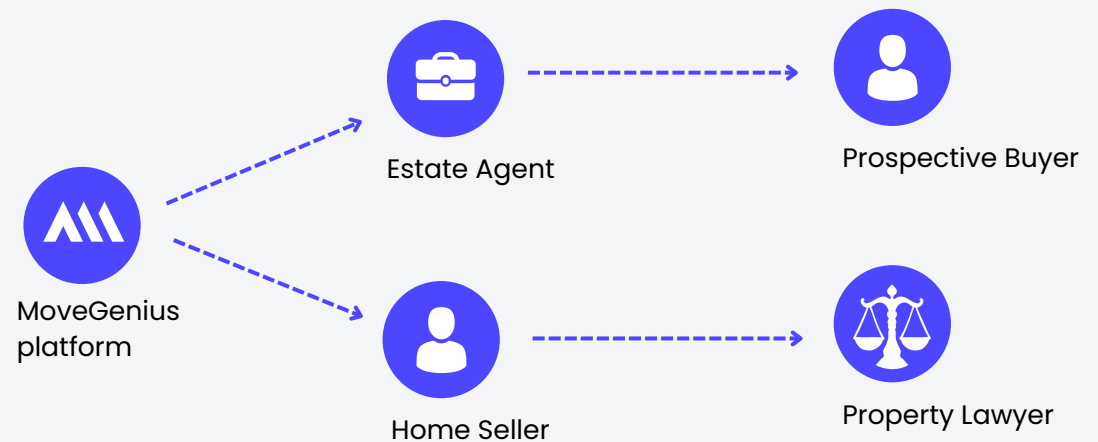 Estate Agent
Prospective Buyer
MoveGenius
platform
Home Seller
Property Lawyer